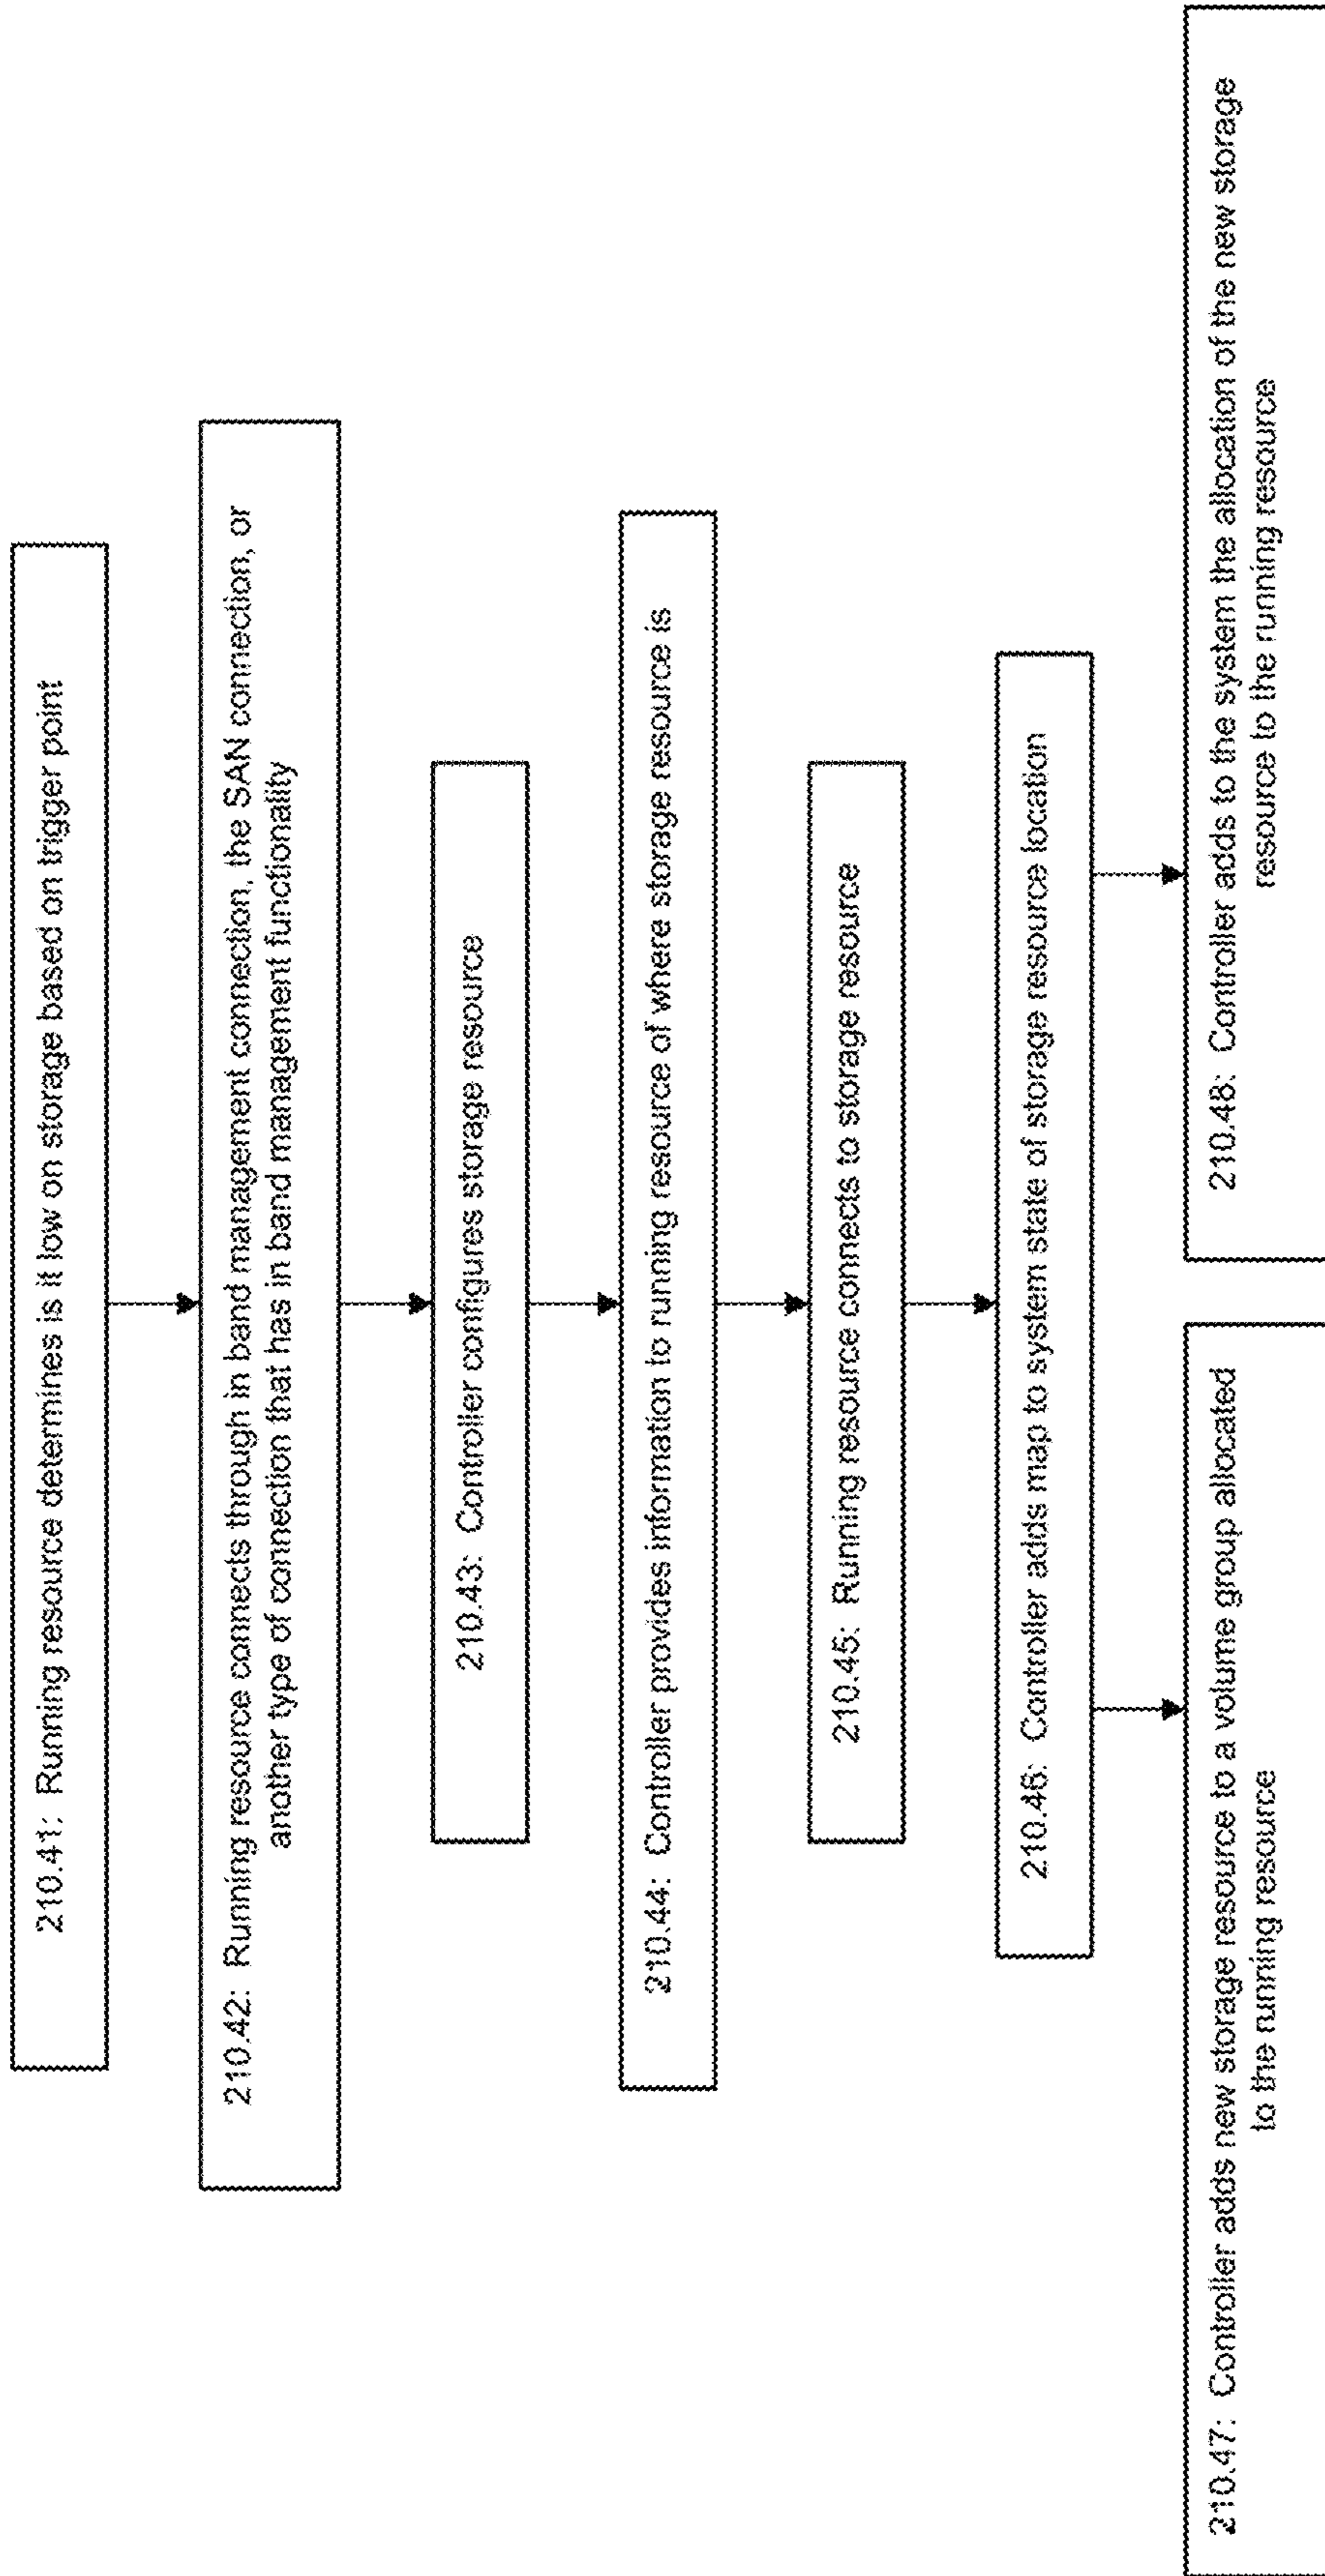 210.41: Running resource determines is it low on storage based on trigger point
210.42: Running resource connects through in band management connection, the SAN connection, or
another type of connection that has in band management functionality
210.43: Controller configures storage resource
210.44: Controller provides information to running resource of where storage resource is
210.45: Running resource connects to storage resource
210.46: Controller adds map to system state of storage resource location
210.47: Controller adds new storage resource to a volume group allocated
to the running resource
210.48: Controller adds to the system the allocation of the new storage
resource to the running resource